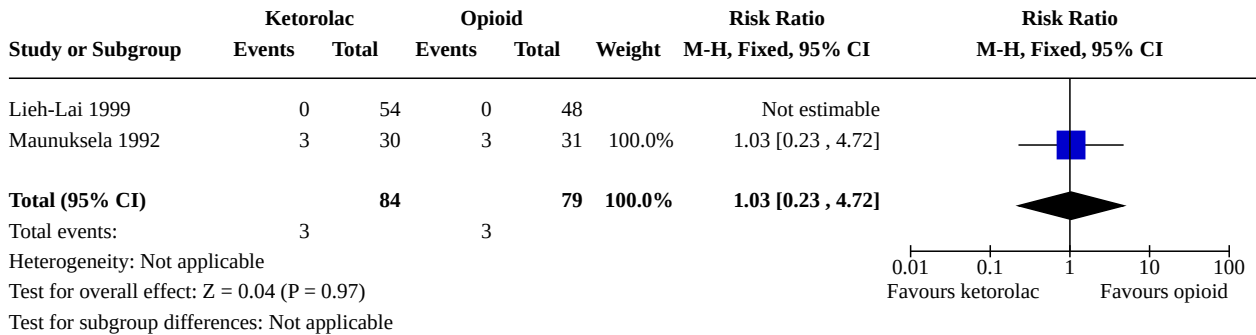 Ketorolac Opioid Risk Ratio Risk Ratio
Study or Subgroup Events Total Events Total Weight M-H, Fixed, 95% CI M-H, Fixed, 95% CI
Lieh-Lai 1999 0 54 0 48 Not estimable
Maunuksela 1992 3 30 3 31 100.0% 1.03 [0.23 , 4.72]
Total (95% CI) 84 79 100.0% 1.03 [0.23 , 4.72]
Total events: 3 3
Heterogeneity: Not applicable
0.01 0.1 1 10 100
Test for overall effect: Z = 0.04 (P = 0.97)
Favours ketorolac Favours opioid
Test for subgroup differences: Not applicable